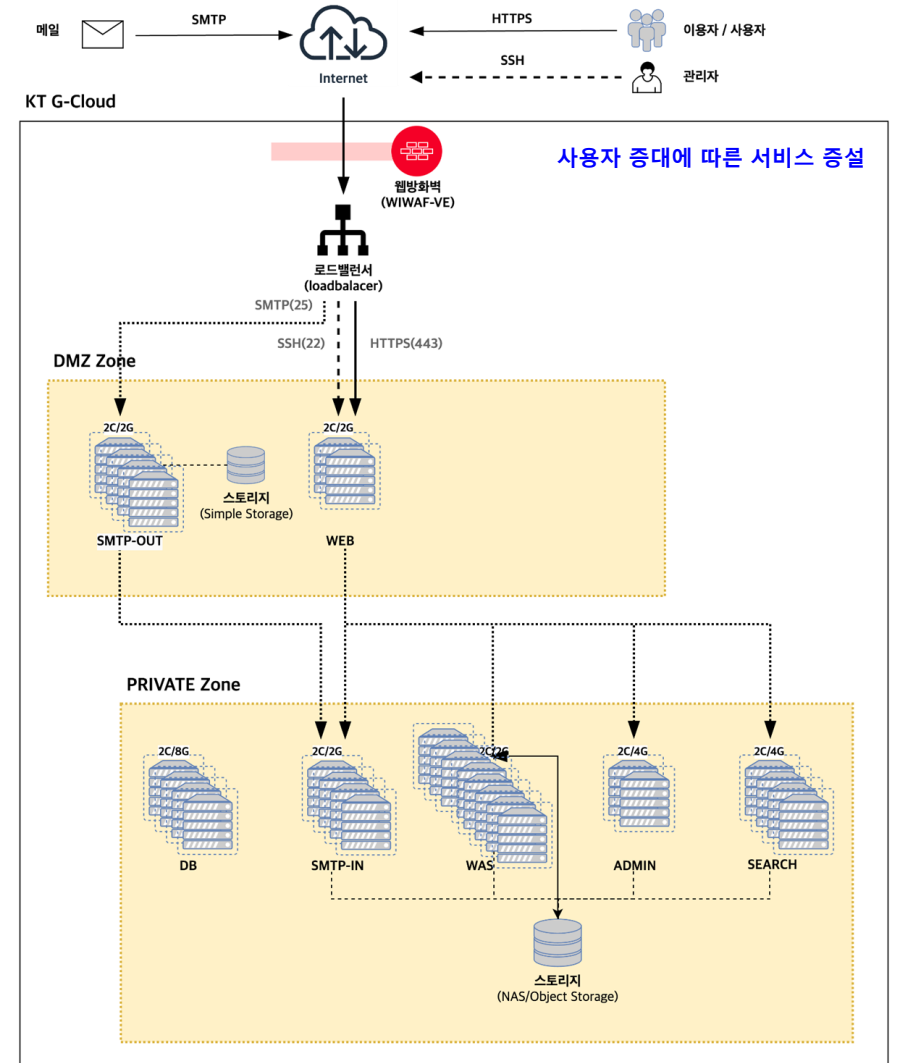 메일
SMTP
HTTPS
이용자 / 사용자
SSH
Internet
관리자
KT G-Cloud
사용자 증대에 따른 서비스 증설
웹방화벽
(WIWAF-VE)
로드밸런서
(loadbalacer)
SMTP(25)
SSH(22)
HTTPS(443)
DMZ Zone
2C/2G
2C/2G
스토리지
(Simple Storage)
SMTP-OUT
WEB
PRIVATE Zone
2C/8G
2C/2G
2C/2G
2C/4G
2C/4G
DB
SMTP-IN
WAS
ADMIN
SEARCH
스토리지
(NAS/Object Storage)